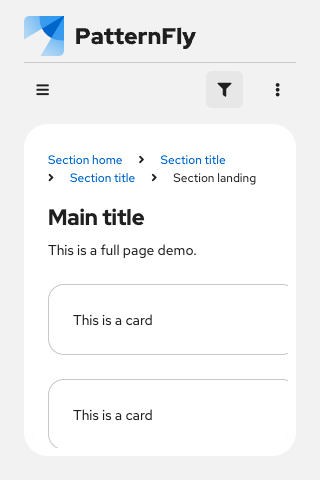 PatternFly
Section home > Section title
> Section title > Section landing
Main title
This is a full page demo.
This is a card
This is a card